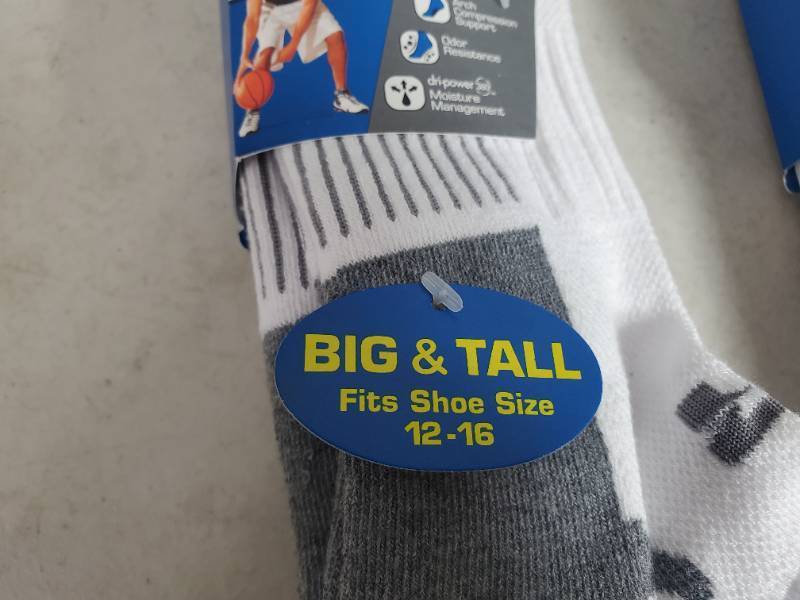 Arch
Compression
Support
Odor
Resistance
dri-power
Moisture
Management
BIG & TALL
Fits Shoe Size
12-16